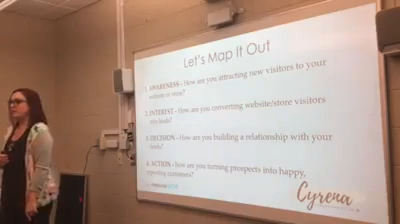 LET'S MAP IT OUT
1. AWARENESS - How are you attracting new visitors to your
website or store?
2. INTEREST - How are you converting website/store visitors
into leads?
3. DECISION - How are you building a relationship with your
leads?
4. ACTION - how are you turning prospects into happy,
repeating customers?
Cyrena